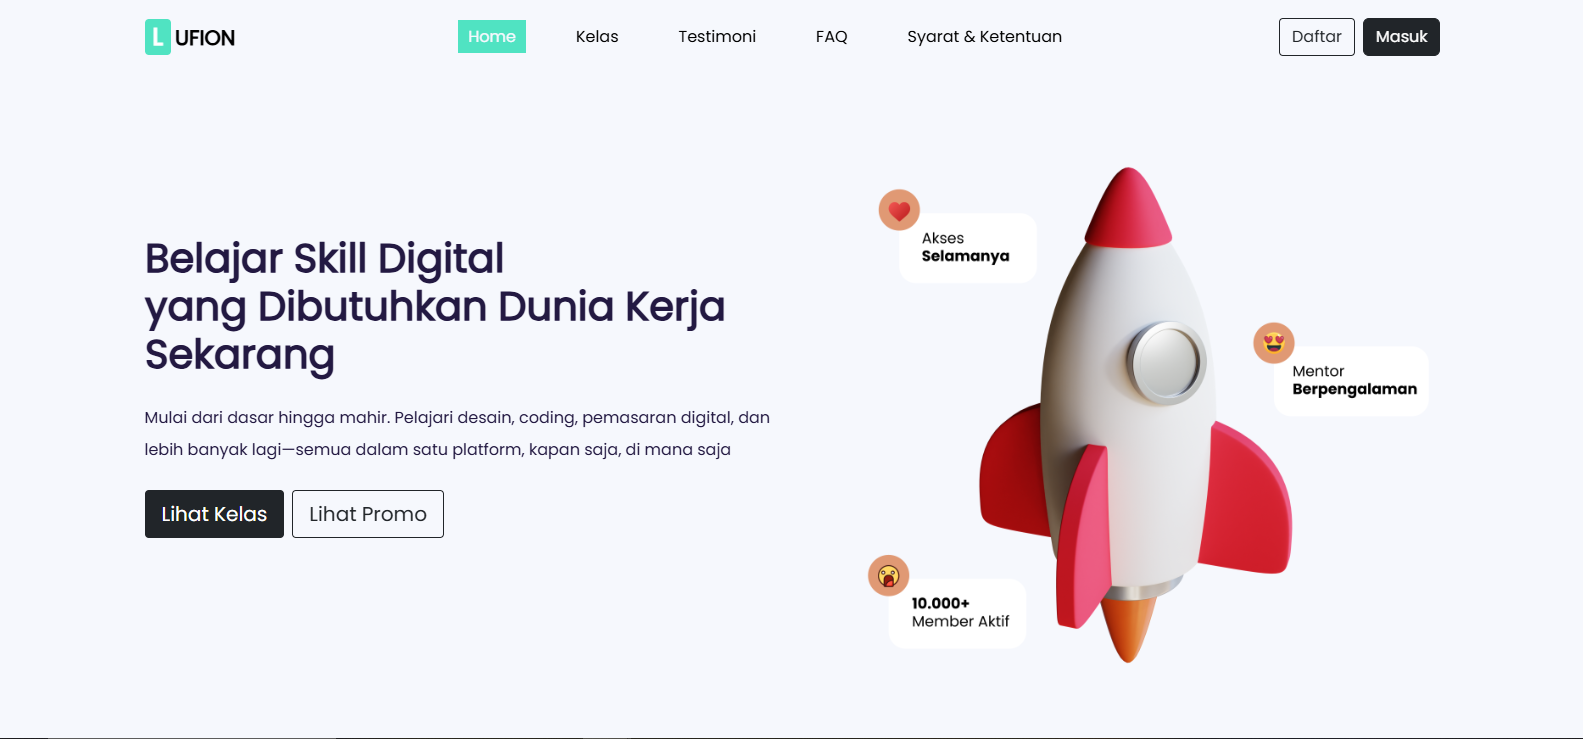 LUFION
Home
Kelas
Testimoni
FAQ
Syarat & Ketentuan
Daftar
Masuk
Belajar Skill Digital
yang Dibutuhkan Dunia Kerja
Sekarang
Mulai dari dasar hingga mahir. Pelajari desain, coding, pemasaran digital, dan
lebih banyak lagi—semua dalam satu platform, kapan saja, di mana saja
Lihat Kelas
Lihat Promo
Akses
Selamanya
Mentor
Berpengalaman
10.000+
Member Aktif